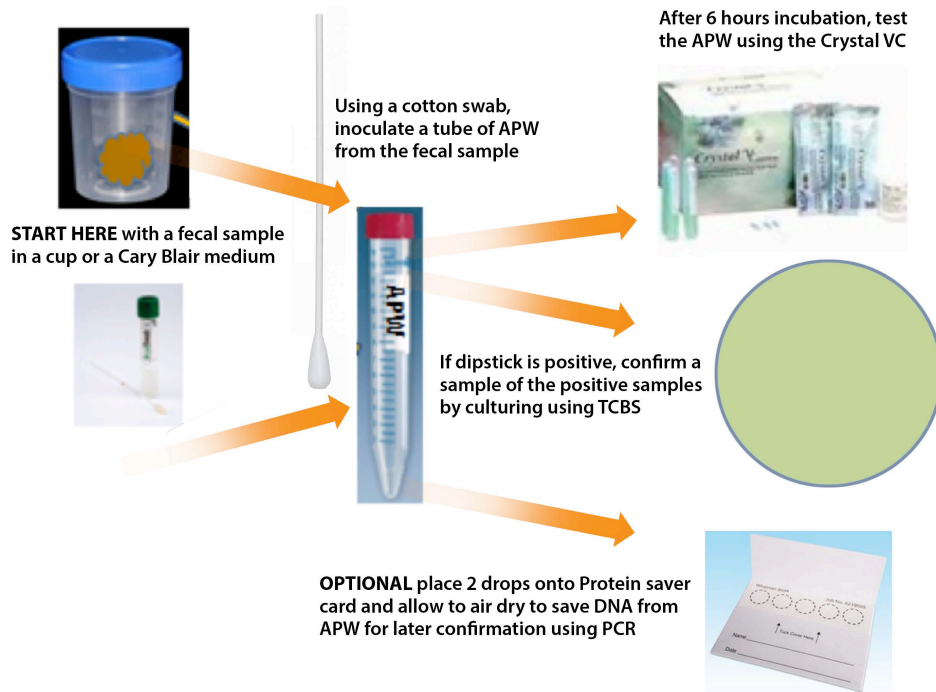 After 6 hours incubation, test
the APW using the Crystal VC
Using a cotton swab,
inoculate a tube of APW
from the fecal sample
Crystal V
START HERE with a fecal sample
in a cup or a Cary Blair medium
APW
If dipstick is positive, confirm a
sample of the positive samples
by culturing using TCBS
OPTIONAL place 2 drops onto Protein saver
card and allow to air dry to save DNA from
APW for later confirmation using PCR
Tuck Cover Here
Name
Date